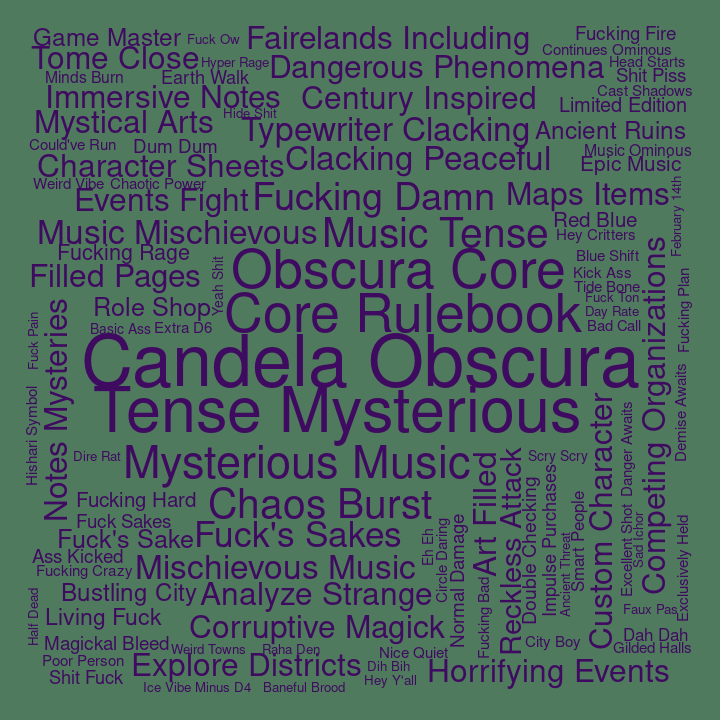 Game Master
Fuck Ow
Fairelands Including
Fucking Fire
Continues Ominous
Tome Close
Hyper Rage
Dangerous Phenomena
Head Starts
Minds Burn
Earth Walk
Shit Piss
Immersive Notes
Century Inspired
Cast Shadows
Limited Edition
Hide Shit
Mystical Arts
Typewriter Clacking
Ancient Ruins
Could've Run
Dum Dum
Music Ominous
Character Sheets
Clacking Peaceful
Epic Music
Weird Vibe
Chaotic Power
Events Fight
Fucking Damn
Maps Items
February 14th
Red Blue
Music Mischievous
Music Tense
Hey Critters
Fucking Rage
Blue Shift
Filled Pages
Yeah Shit
Obscura Core
Kick Ass
Tide Bone
Fuck Ton
Role Shop
Core Rulebook
Day Rate
Basic Ass
Extra D6
Bad Call
Competing Organizations
Fucking Plan
Fuck Pain
Notes Mysteries
Candela Obscura
Tense Mysterious
Demise Awaits
Hishari Symbol
Dire Rat
Mysterious Music
Art Filled
Reckless Attack
Scry Scry
Custom Character
Danger Awaits
Fucking Hard
Chaos Burst
Double Checking
Impulse Purchases
Smart People
Fuck Sakes
Fuck's Sake
Fuck's Sakes
Eh Eh
Circle Daring
Normal Damage
Ancient Threat
Excellent Shot
Sad Ichor
Exclusively Held
Ass Kicked
Fucking Crazy
Mischievous Music
Fucking Bad
Bustling City
Analyze Strange
Half Dead
Living Fuck
Corruptive Magick
Faux Pas
Magickal Bleed
Weird Towns
Raha Den
City Boy
Dah Dah
Gilded Halls
Nice Quiet
Poor Person
Explore Districts
Dih Bih
Horrifying Events
Shit Fuck
Ice Vibe
Minus D4
Baneful Brood
Hey Y'all